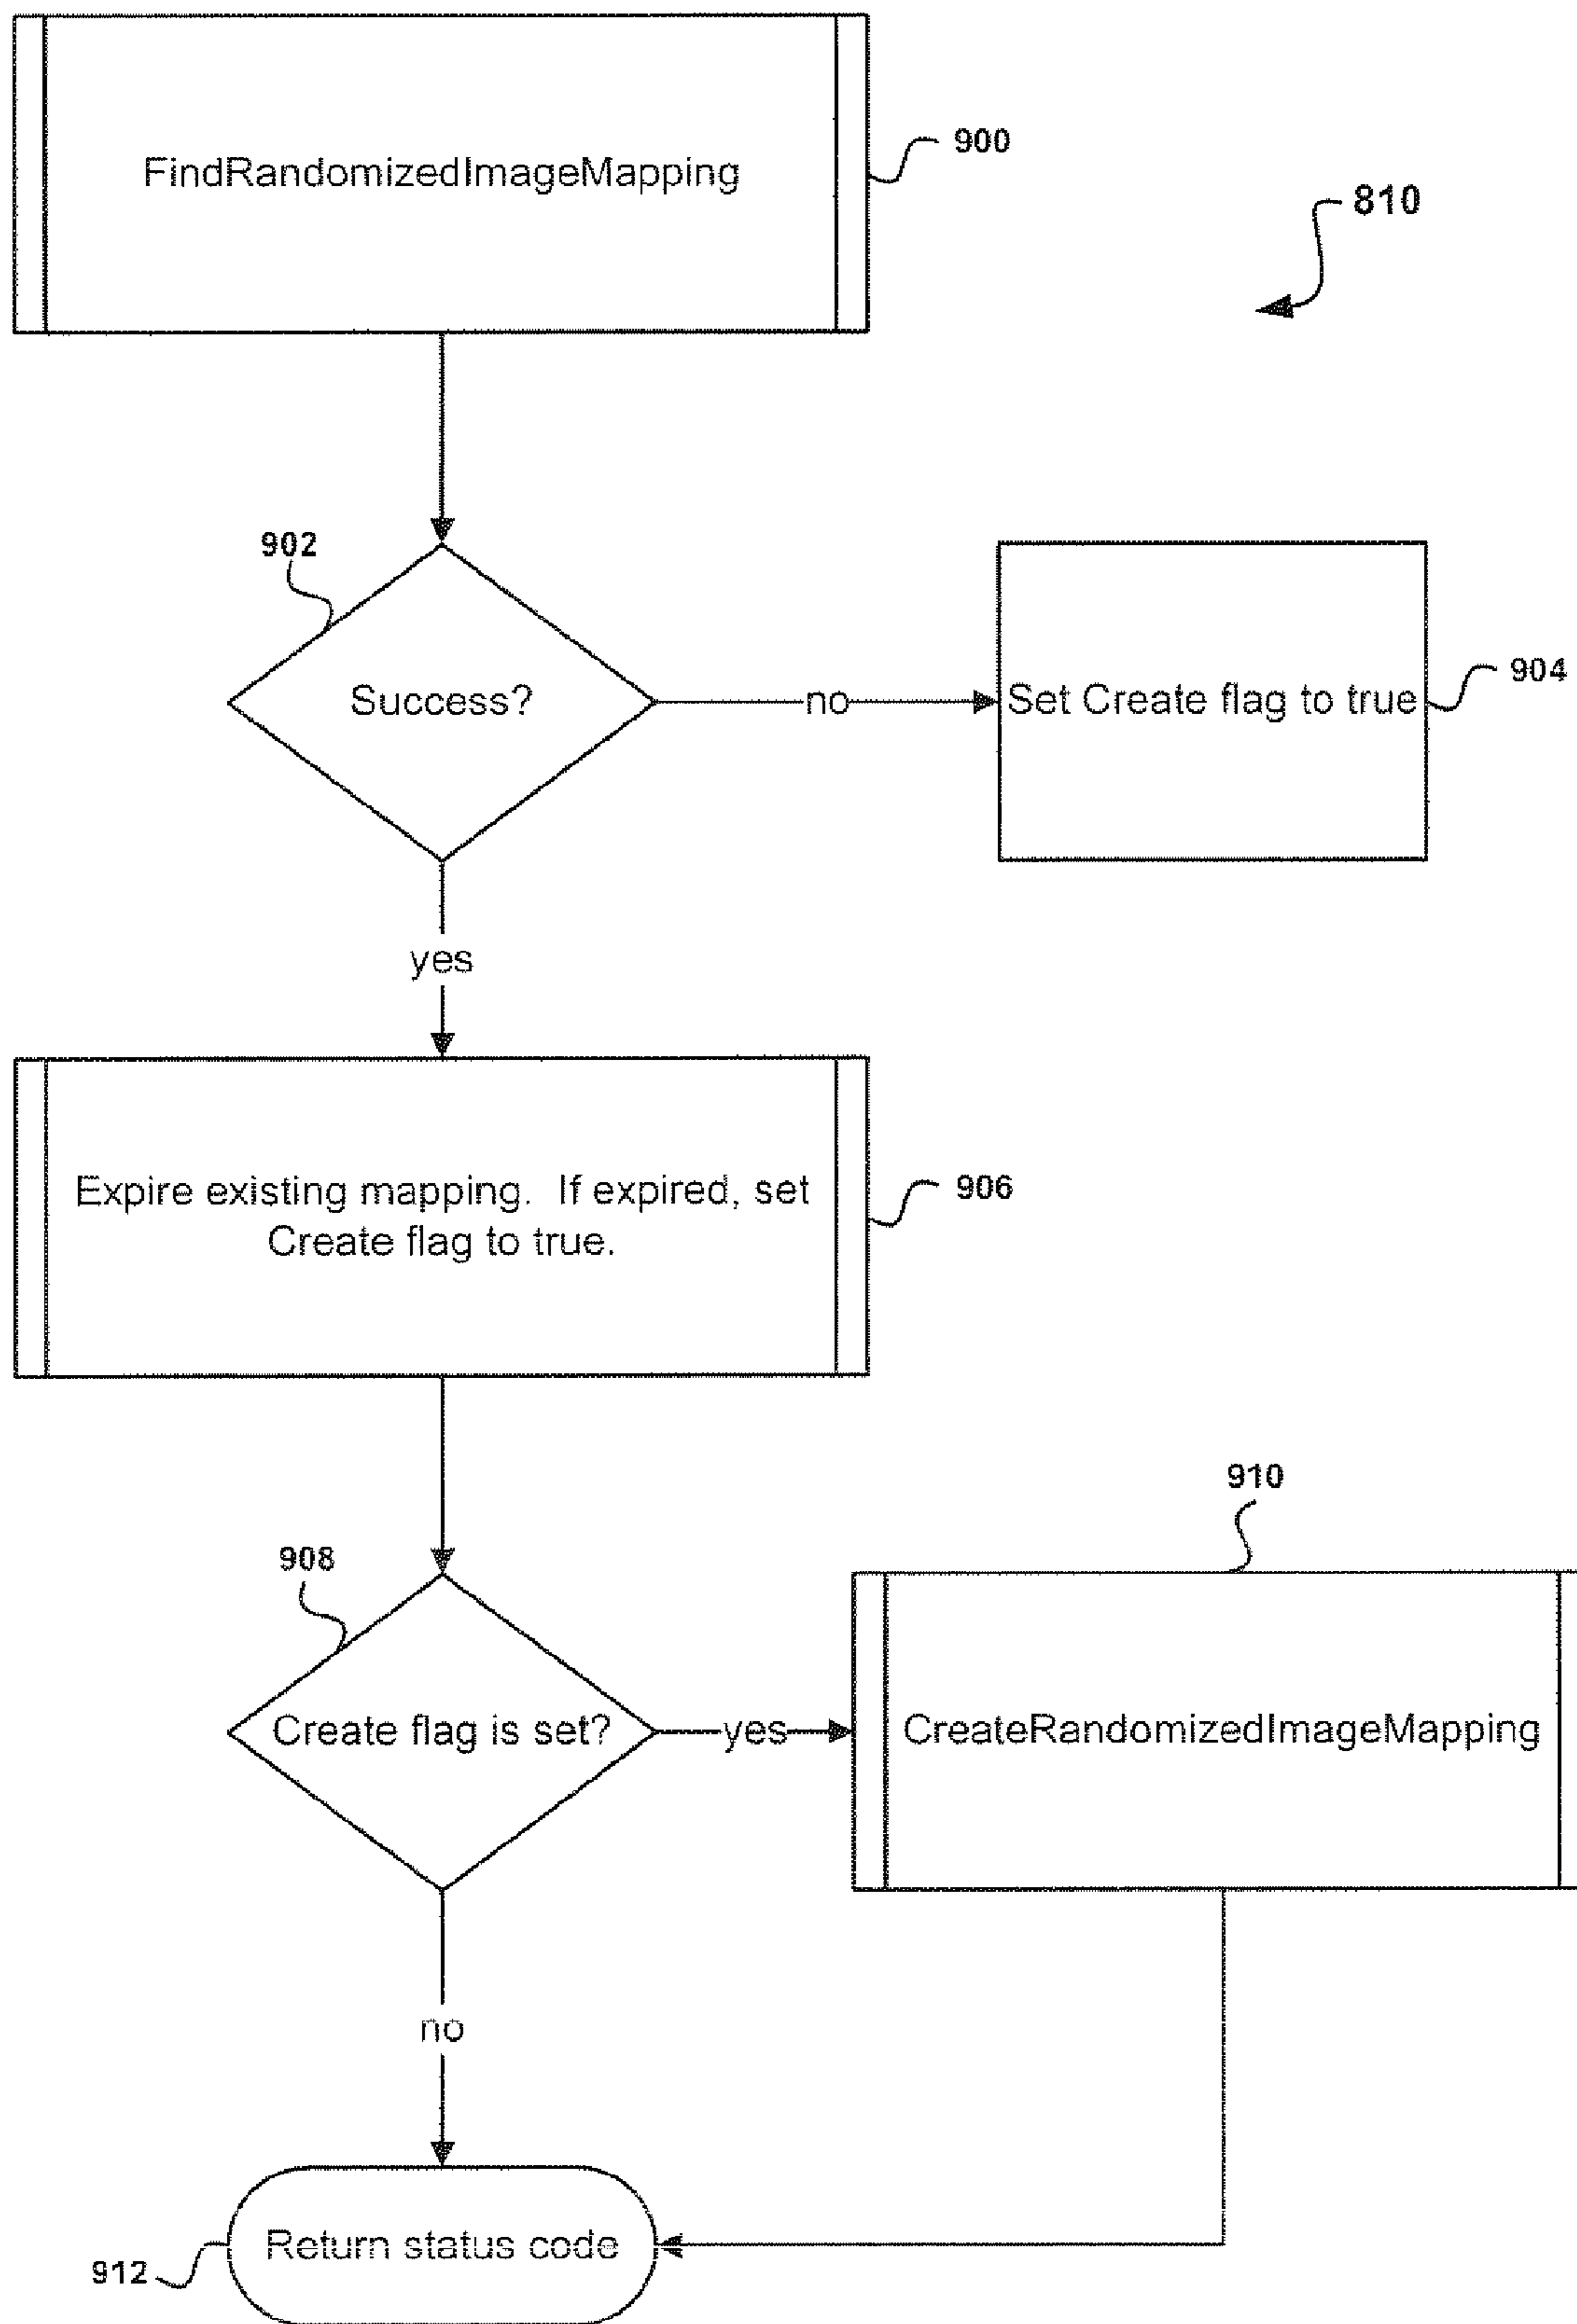 FindRandomizedImageMapping
900
810
902
Success?
no
Set Create flag to true
904
yes
Expire existing mapping.  If expired, set
Create flag to true.
906
908
Create flag is set?
yes
910
CreateRandomizedImageMapping
no
Return status code
912